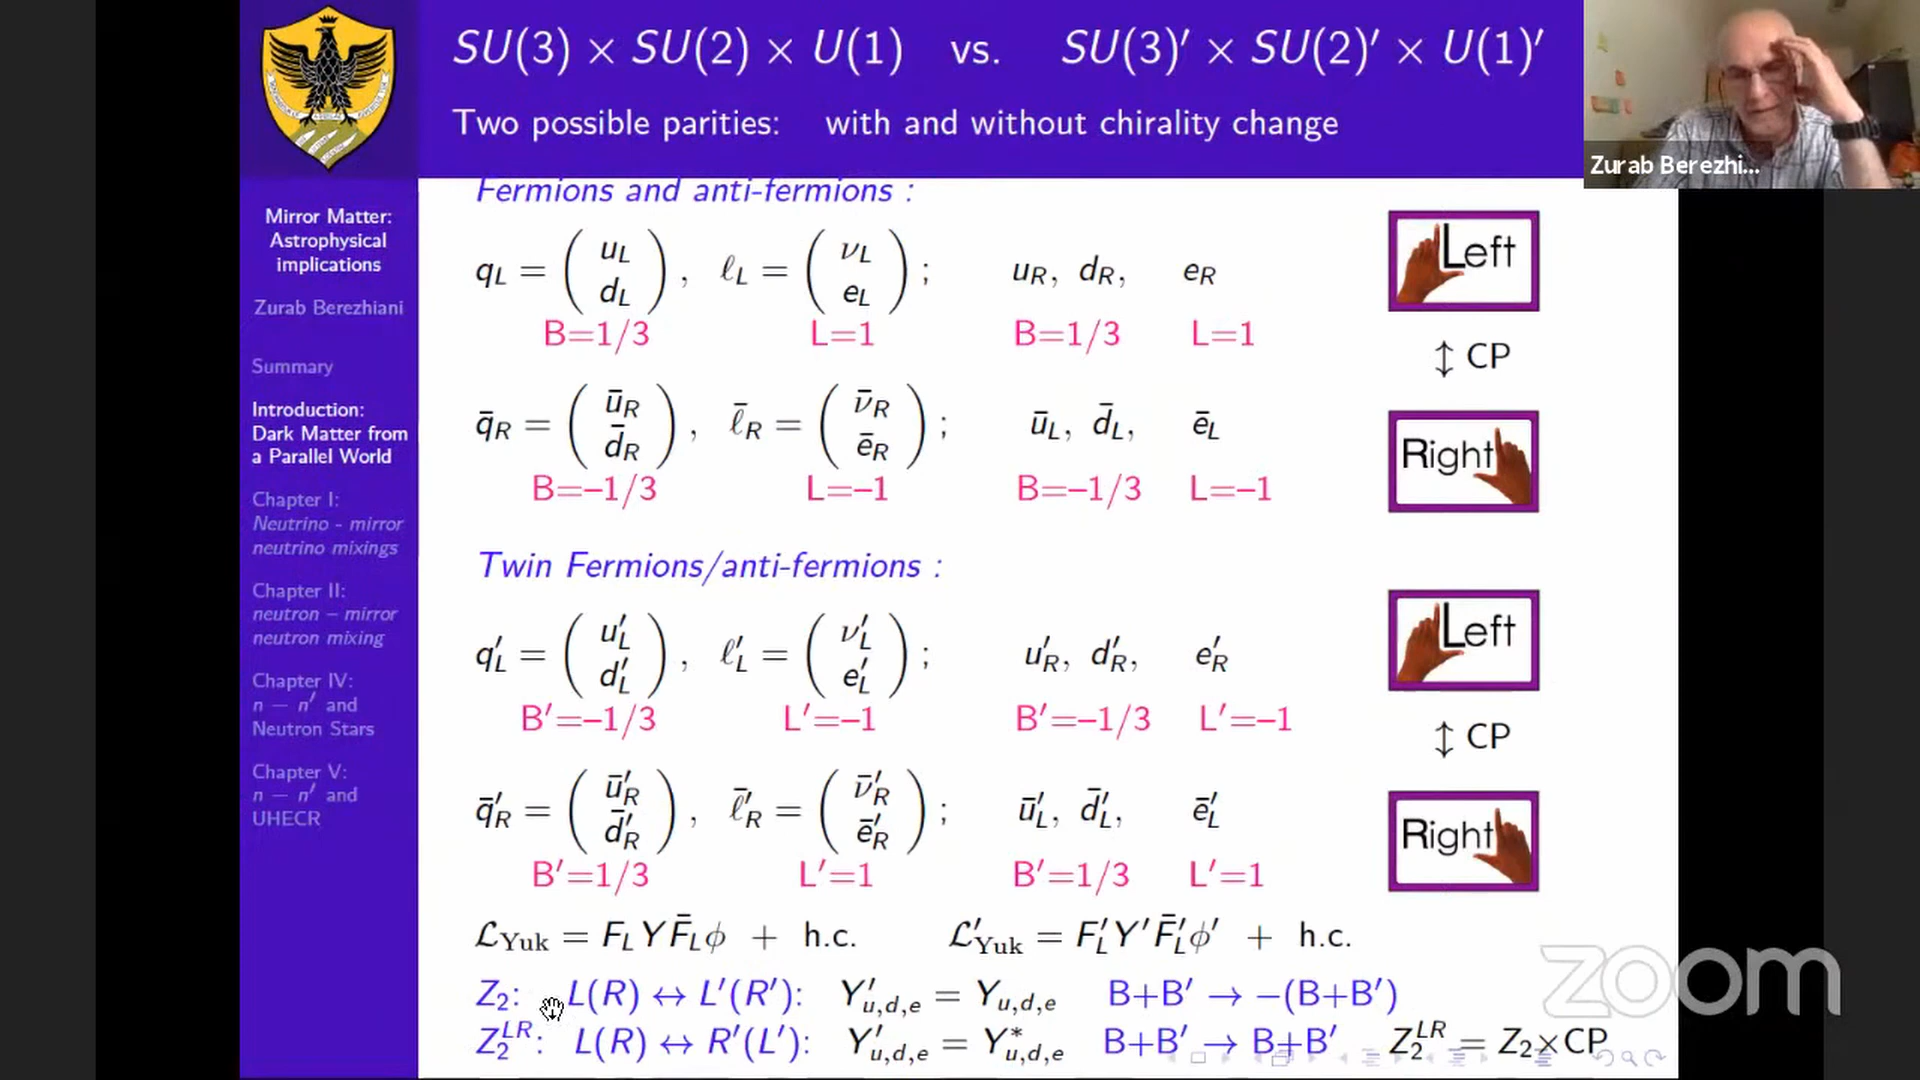 SU(3) × SU(2) × U(1) vs. SU(3)′ × SU(2)′ × U(1)′
Two possible parities: with and without chirality change
Zurab Berezhi...
Mirror Matter:
Astrophysical
implications
Zurab Berezhiani
Summary
Introduction:
Dark Matter from
a Parallel World
Chapter I:
Neutrino - mirror
neutrino mixings
Chapter II:
neutron – mirror
neutron mixing
Chapter IV:
n − n′ and
Neutron Stars
Chapter V:
n − n′ and
UHECR
Fermions and anti-fermions :
q_L = ( u_L d_L ) , ℓ_L = ( ν_L e_L ) ; u_R, d_R, e_R
B=1/3 L=1 B=1/3 L=1
Left
↕ CP
q̄_R = ( ū_R d̄_R ) , ℓ̄_R = ( ν̄_R ē_R ) ; ū_L, d̄_L, ē_L
B=–1/3 L=–1 B=–1/3 L=–1
Right
Twin Fermions/anti-fermions :
q′_L = ( u′_L d′_L ) , ℓ′_L = ( ν′_L e′_L ) ; u′_R, d′_R, e′_R
B′=–1/3 L′=–1 B′=–1/3 L′=–1
Left
↕ CP
q̄′_R = ( ū′_R d̄′_R ) , ℓ̄′_R = ( ν̄′_R ē′_R ) ; ū′_L, d̄′_L, ē′_L
B′=1/3 L′=1 B′=1/3 L′=1
Right
ℒ_Yuk = F_L Y F̄_L φ + h.c. ℒ′_Yuk = F′_L Y′ F̄′_L φ′ + h.c.
Z₂: L(R) ↔ L′(R′): Y′_{u,d,e} = Y_{u,d,e} B+B′ → −(B+B′)
Z₂^{LR}: L(R) ↔ R′(L′): Y′_{u,d,e} = Y*_{u,d,e} B+B′ → B+B′ Z₂^{LR} = Z₂×CP
zoom